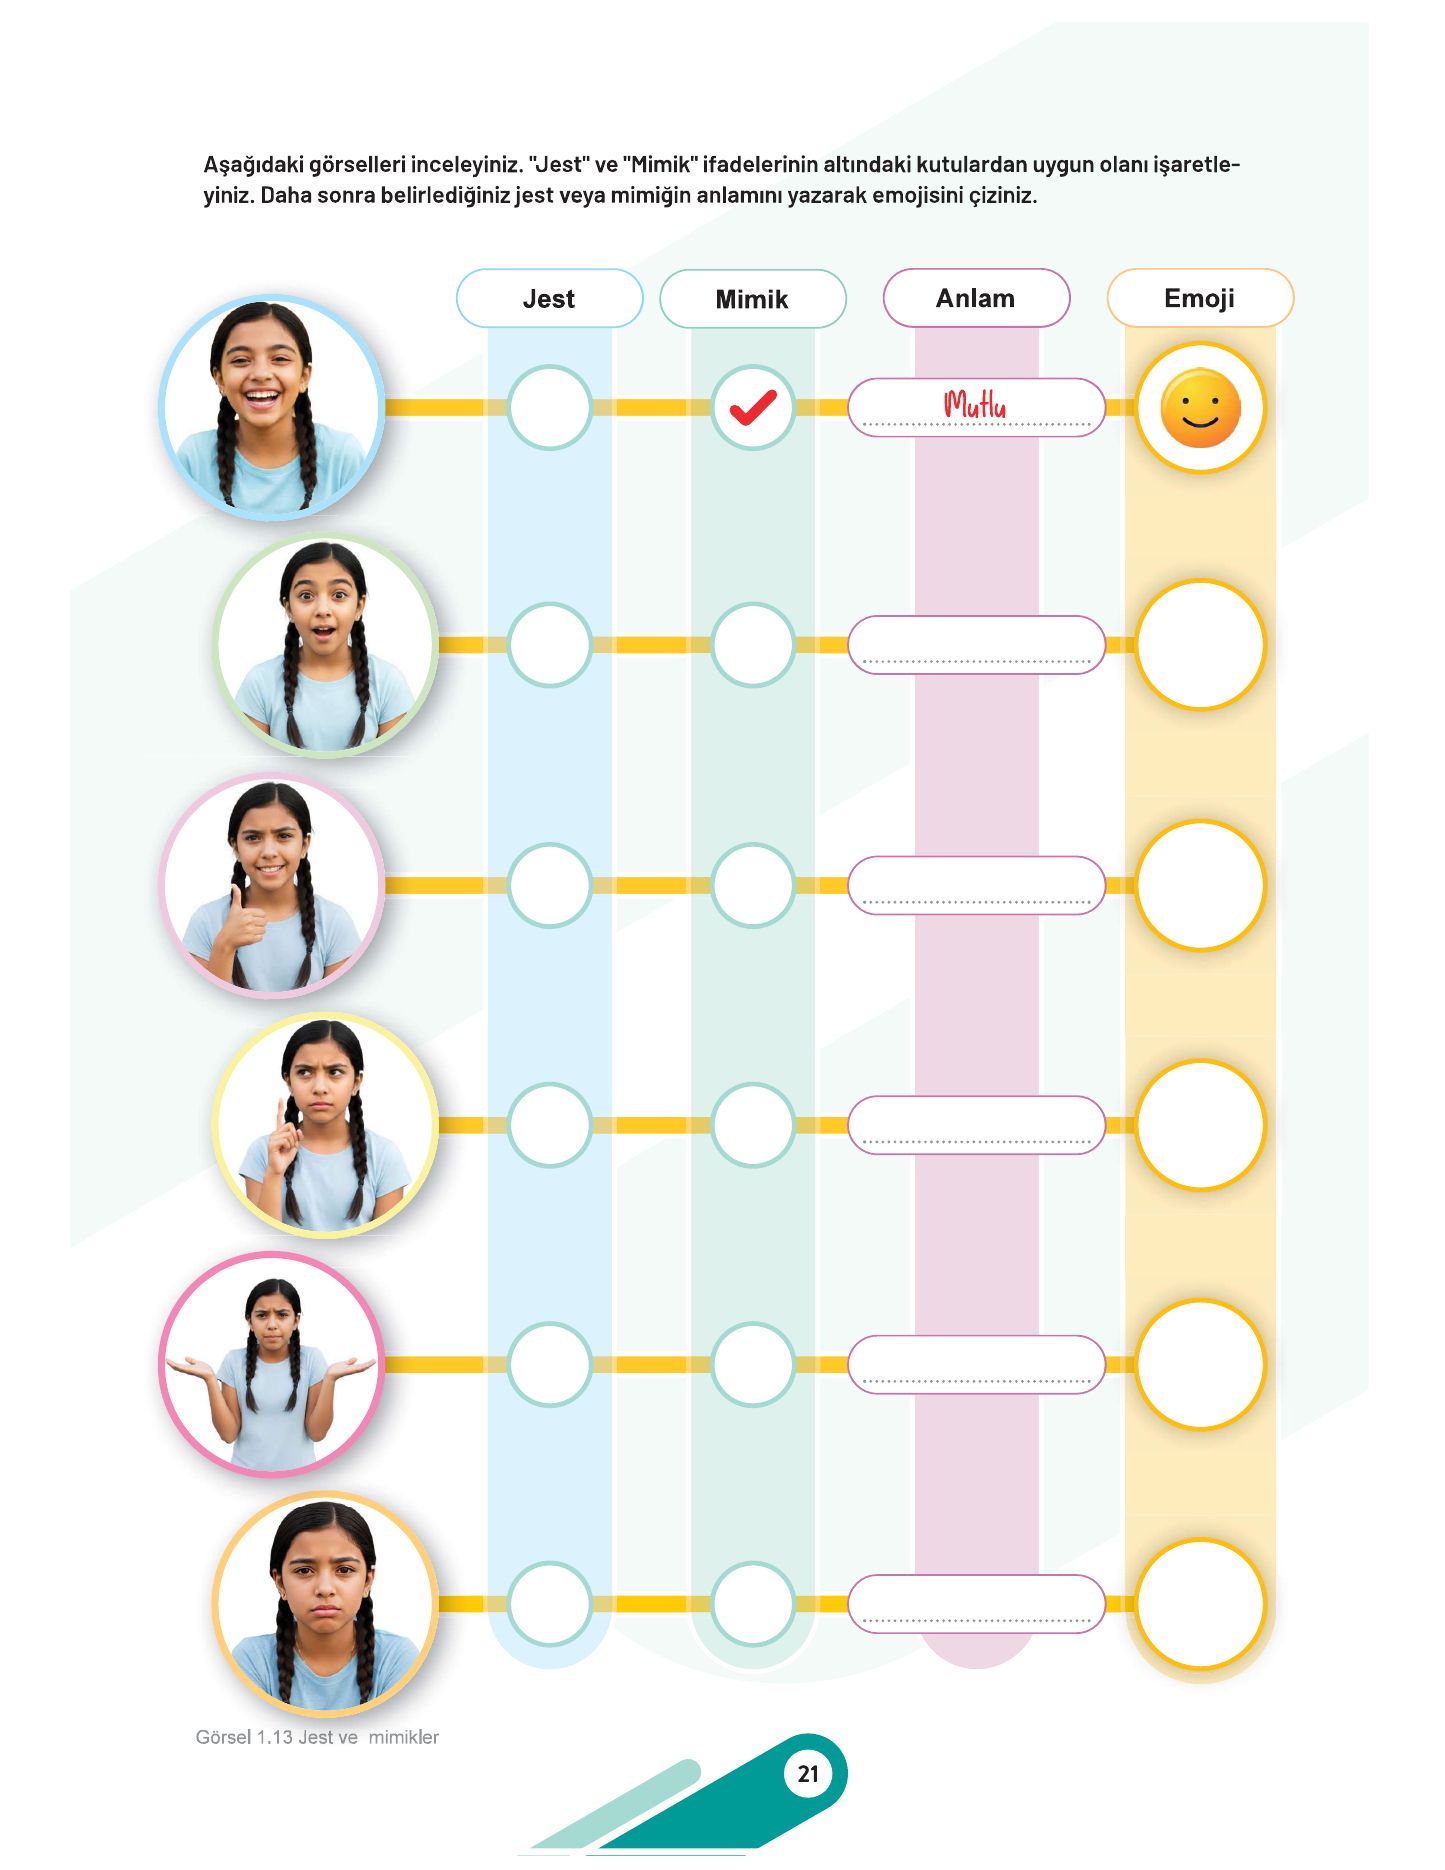 Aşağıdaki görselleri inceleyiniz. "Jest" ve "Mimik" ifadelerinin altındaki kutulardan uygun olanı işaretle-
yiniz. Daha sonra belirlediğiniz jest veya mimiğin anlamını yazarak emojisini çiziniz.
Jest Mimik Anlam Emoji
Mutlu
Görsel 1.13 Jest ve mimikler
21